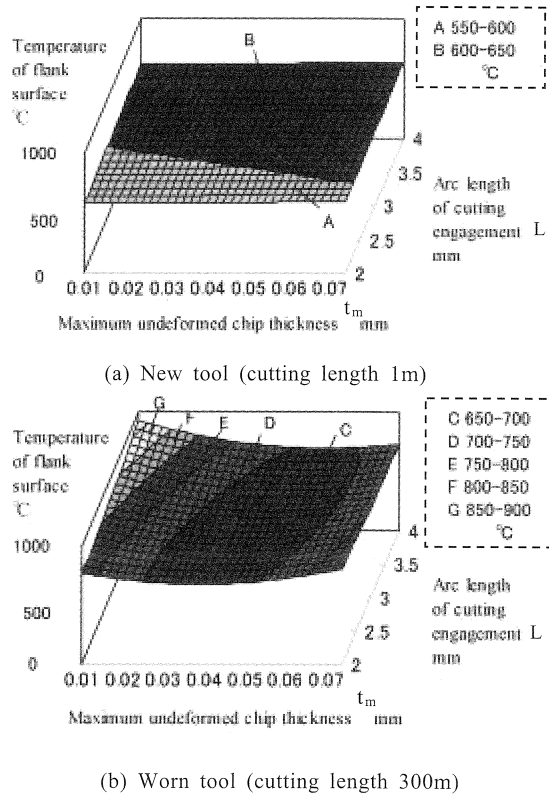 Temperature
of flank
surface
℃
A 550-600
B 600-650
℃
B
A
1000
500
0
4
3.5
3
2.5
2
Arc length
of cutting
engagement L
mm
0.01 0.02 0.03 0.04 0.05 0.06 0.07
tm
Maximum undeformed chip thickness mm
(a) New tool (cutting length 1m)
Temperature
of flank
surface
℃
G
F
E
D
C
C 650-700
D 700-750
E 750-800
F 800-850
G 850-900
℃
1000
500
0
4
3.5
3
2.5
2
Arc length
of cutting
engagement L
mm
0.01 0.02 0.03 0.04 0.05 0.06 0.07
tm
Maximum undeformed chip thickness mm
(b) Worn tool (cutting length 300m)